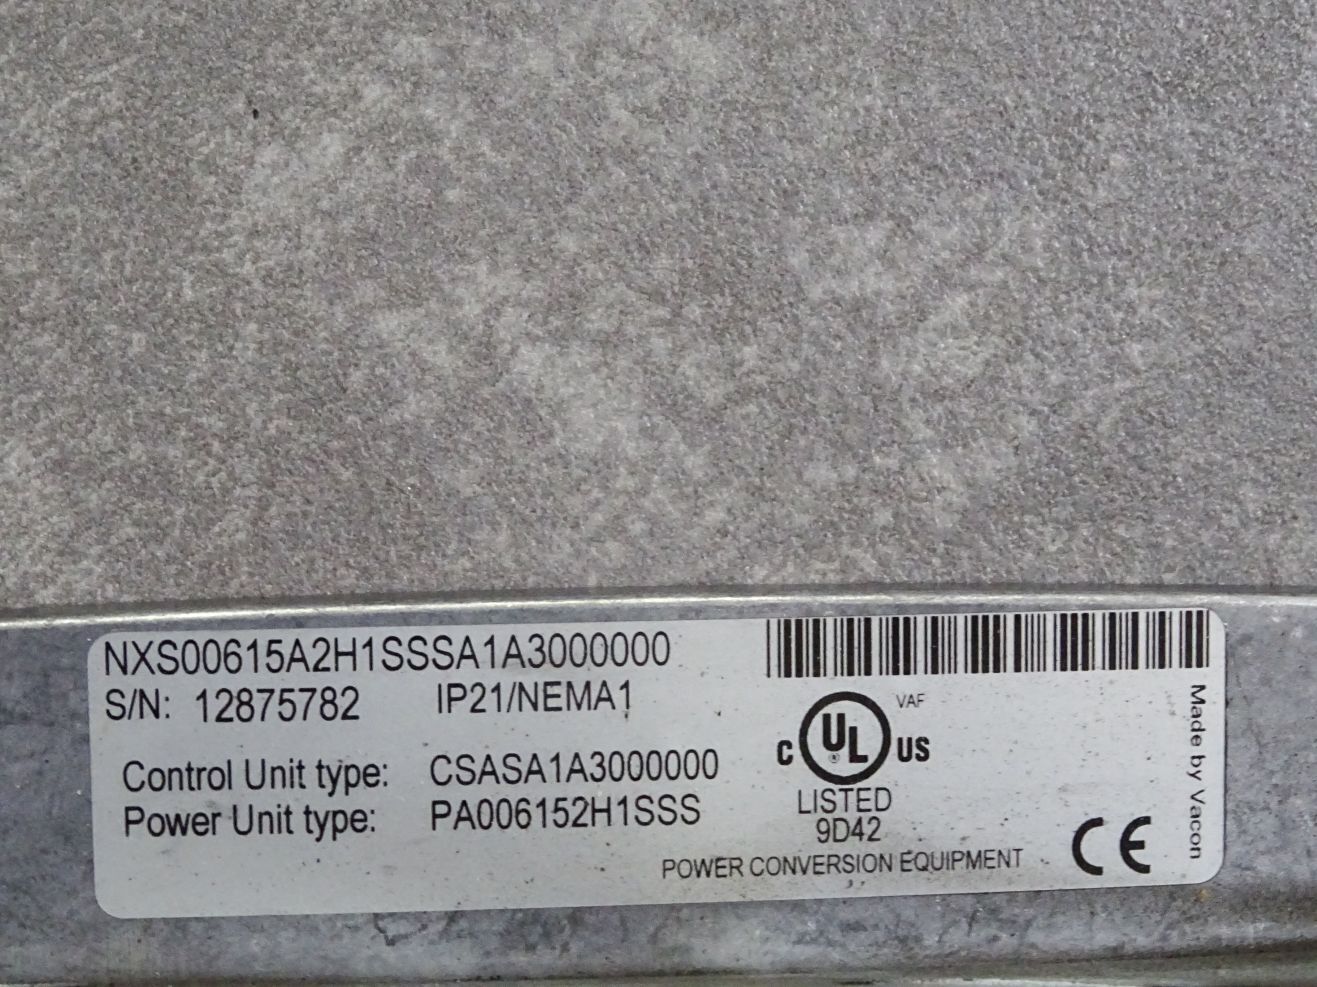 NXS00615A2H1SSSA1A3000000
S/N: 12875782 IP21/NEMA1
Control Unit type: CSASA1A3000000
Power Unit type: PA006152H1SSS
VAF
C UL ® US
LISTED
9D42
POWER CONVERSION EQUIPMENT
CE
Made by Vacon